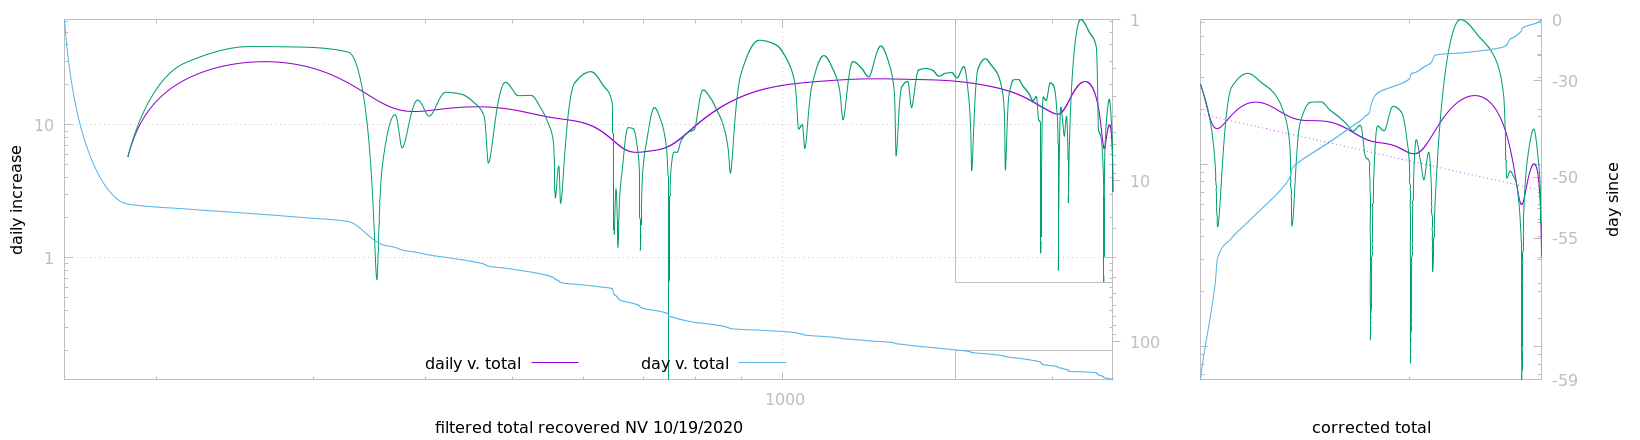 daily increase
10
1
1000
1
10
100
daily v. total
day v. total
filtered total recovered NV 10/19/2020
0
-30
-50
-55
-59
day since
corrected total